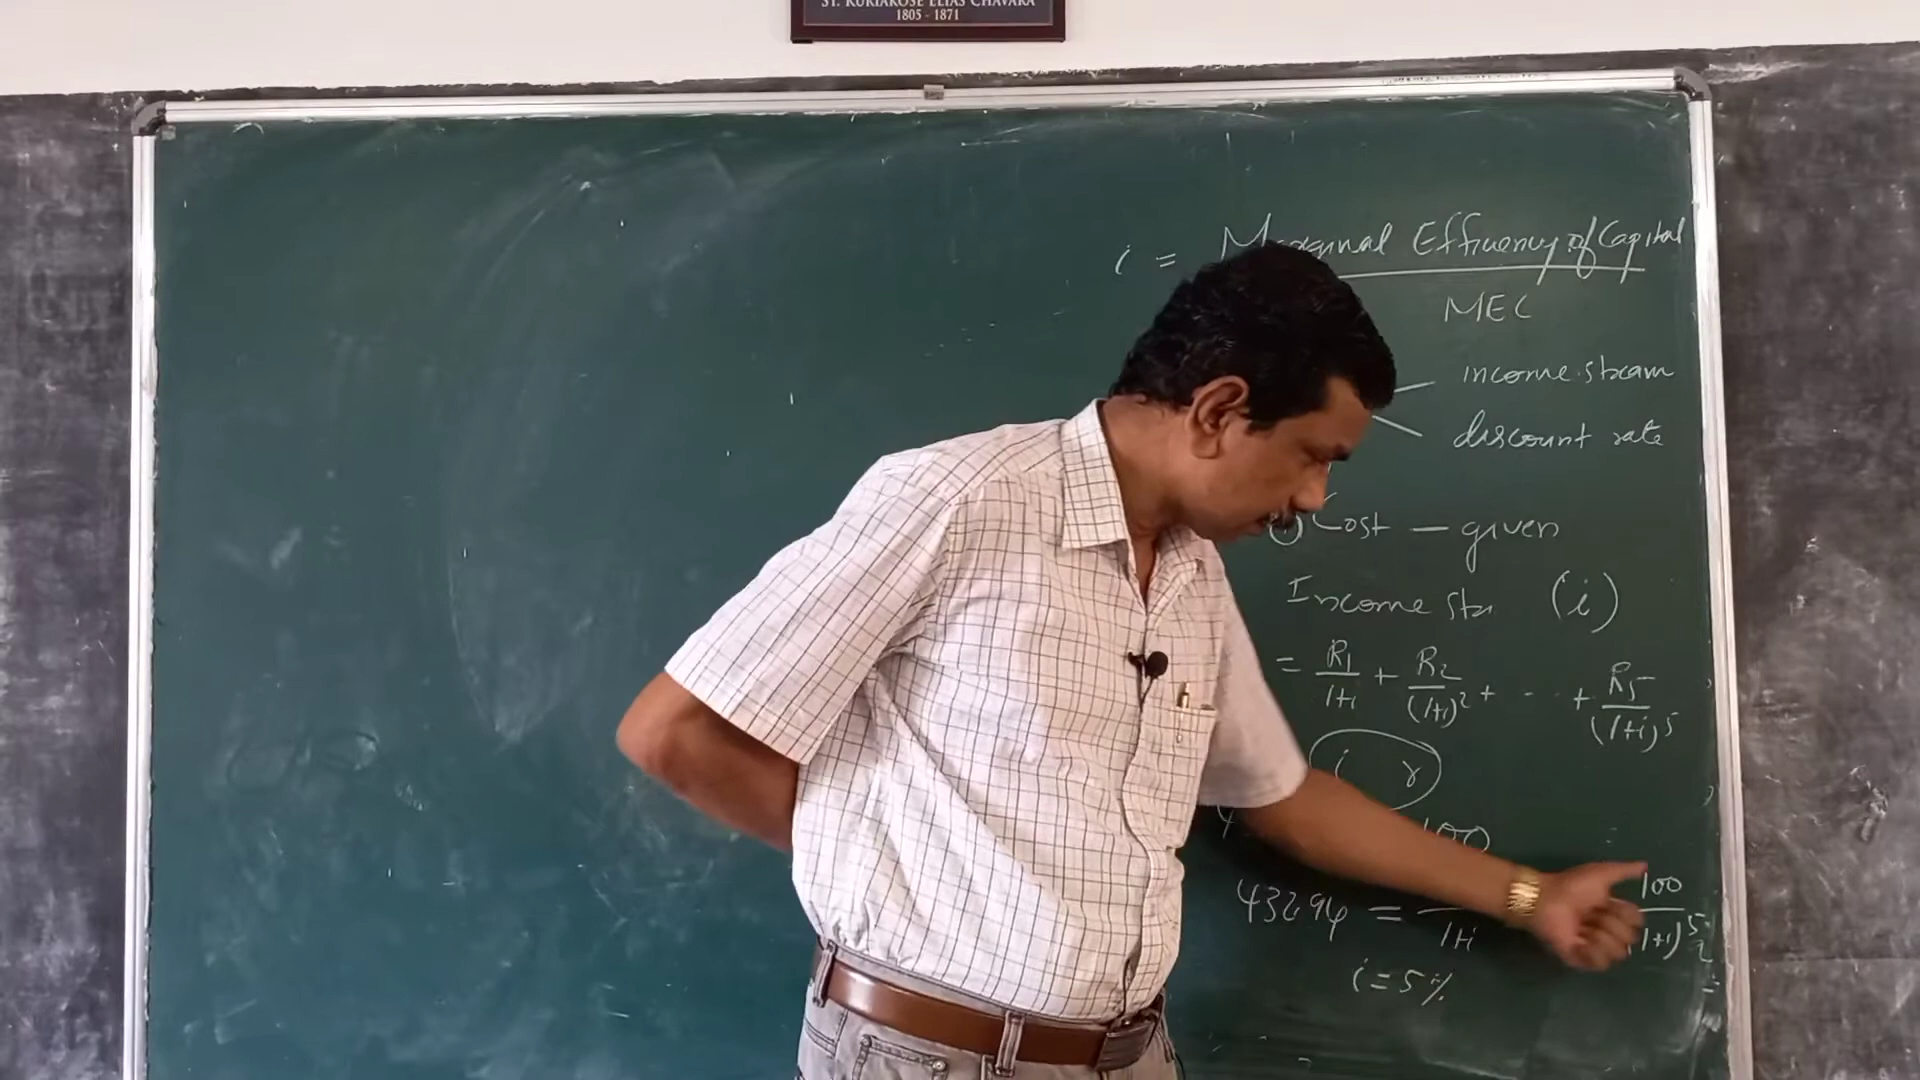 ST. KURIAKOSE ELIAS CHAVARA
1805 - 1871
i = Marginal Efficiency of Capital
MEC
income stream
discount rate
Cost — given
Income Str (i)
= R1/1+i + R2/(1+i)² + - - + R5/(1+i)5
i r
100
43294 = /1+i 100/(1+i)5
i = 5%